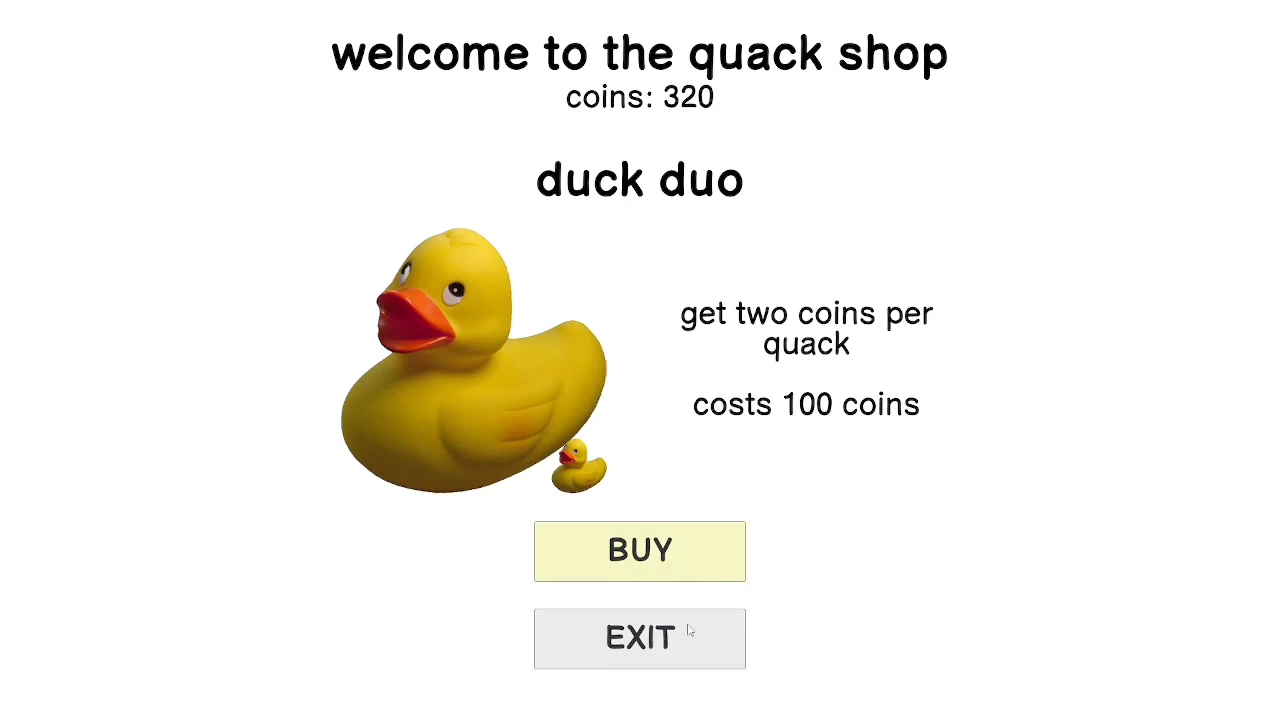 welcome to the quack shop
coins: 320
duck duo
get two coins per
quack
costs 100 coins
BUY
EXIT